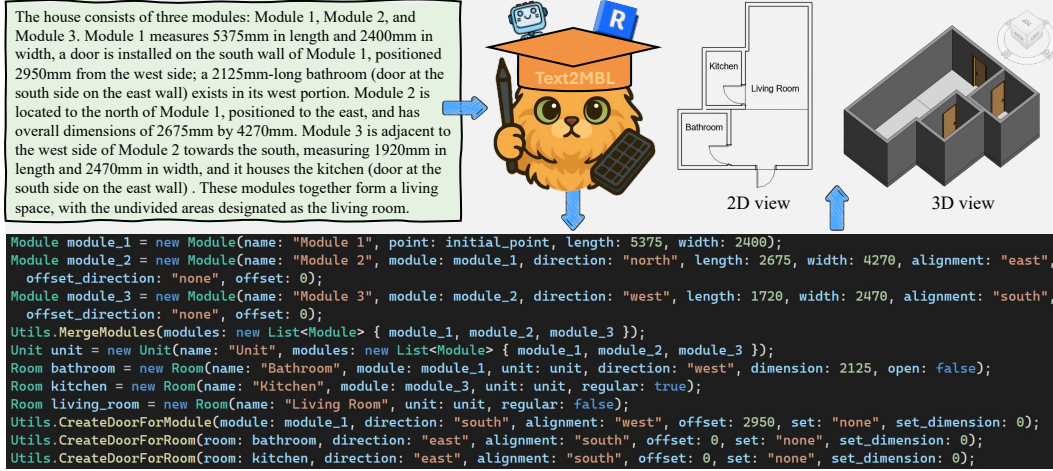 The house consists of three modules: Module 1, Module 2, and
Module 3. Module 1 measures 5375mm in length and 2400mm in
width, a door is installed on the south wall of Module 1, positioned
2950mm from the west side; a 2125mm-long bathroom (door at the
south side on the east wall) exists in its west portion. Module 2 is
located to the north of Module 1, positioned to the east, and has
overall dimensions of 2675mm by 4270mm. Module 3 is adjacent to
the west side of Module 2 towards the south, measuring 1920mm in
length and 2470mm in width, and it houses the kitchen (door at the
south side on the east wall) . These modules together form a living
space, with the undivided areas designated as the living room.
R
Text2MBL
Kitchen
Living Room
Bathroom
2D view
3D view
Module module_1 = new Module(name: "Module 1", point: initial_point, length: 5375, width: 2400);
Module module_2 = new Module(name: "Module 2", module: module_1, direction: "north", length: 2675, width: 4270, alignment: "east",
offset_direction: "none", offset: 0);
Module module_3 = new Module(name: "Module 3", module: module_2, direction: "west", length: 1720, width: 2470, alignment: "south",
offset_direction: "none", offset: 0);
Utils.MergeModules(modules: new List<Module> { module_1, module_2, module_3 });
Unit unit = new Unit(name: "Unit", modules: new List<Module> { module_1, module_2, module_3 });
Room bathroom = new Room(name: "Bathroom", module: module_1, unit: unit, direction: "west", dimension: 2125, open: false);
Room kitchen = new Room(name: "Kitchen", module: module_3, unit: unit, regular: true);
Room living_room = new Room(name: "Living Room", unit: unit, regular: false);
Utils.CreateDoorForModule(module: module_1, direction: "south", alignment: "west", offset: 2950, set: "none", set_dimension: 0);
Utils.CreateDoorForRoom(room: bathroom, direction: "east", alignment: "south", offset: 0, set: "none", set_dimension: 0);
Utils.CreateDoorForRoom(room: kitchen, direction: "east", alignment: "south", offset: 0, set: "none", set_dimension: 0);